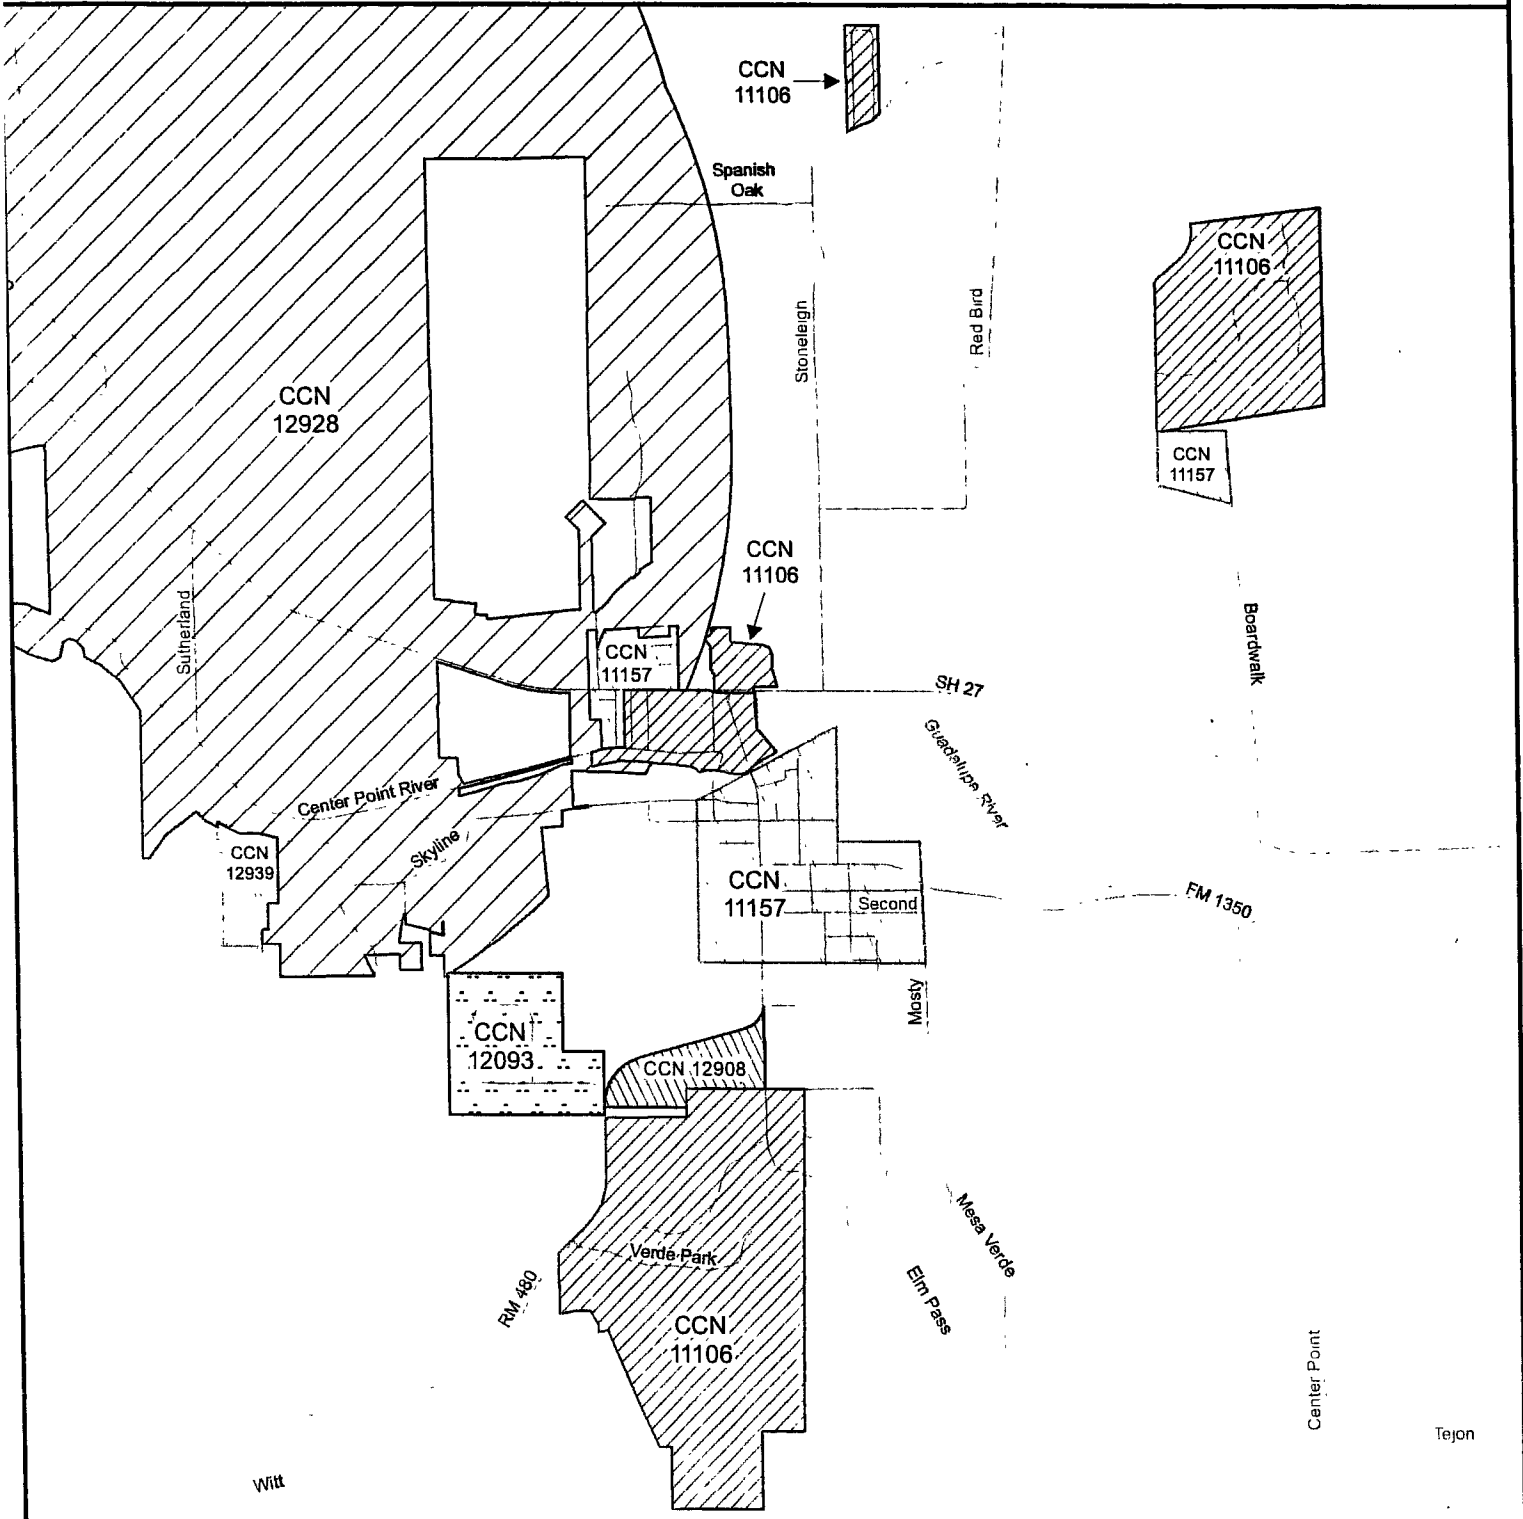 CCN
11106
Spanish
Oak
CCN
11106
Stoneleigh
Red Bird
CCN
12928
CCN
11157
CCN
11106
Sutherland
Boardwalk
CCN
11157
SH 27
Guadalupe River
Center Point River
Skyline
CCN
12939
CCN
11157
Second
FM 1350
Mosty
CCN
12093
CCN 12908
Verde Park
Mesa Verde
RM 480
Elm Pass
CCN
11106
Center Point
Tejon
Witt